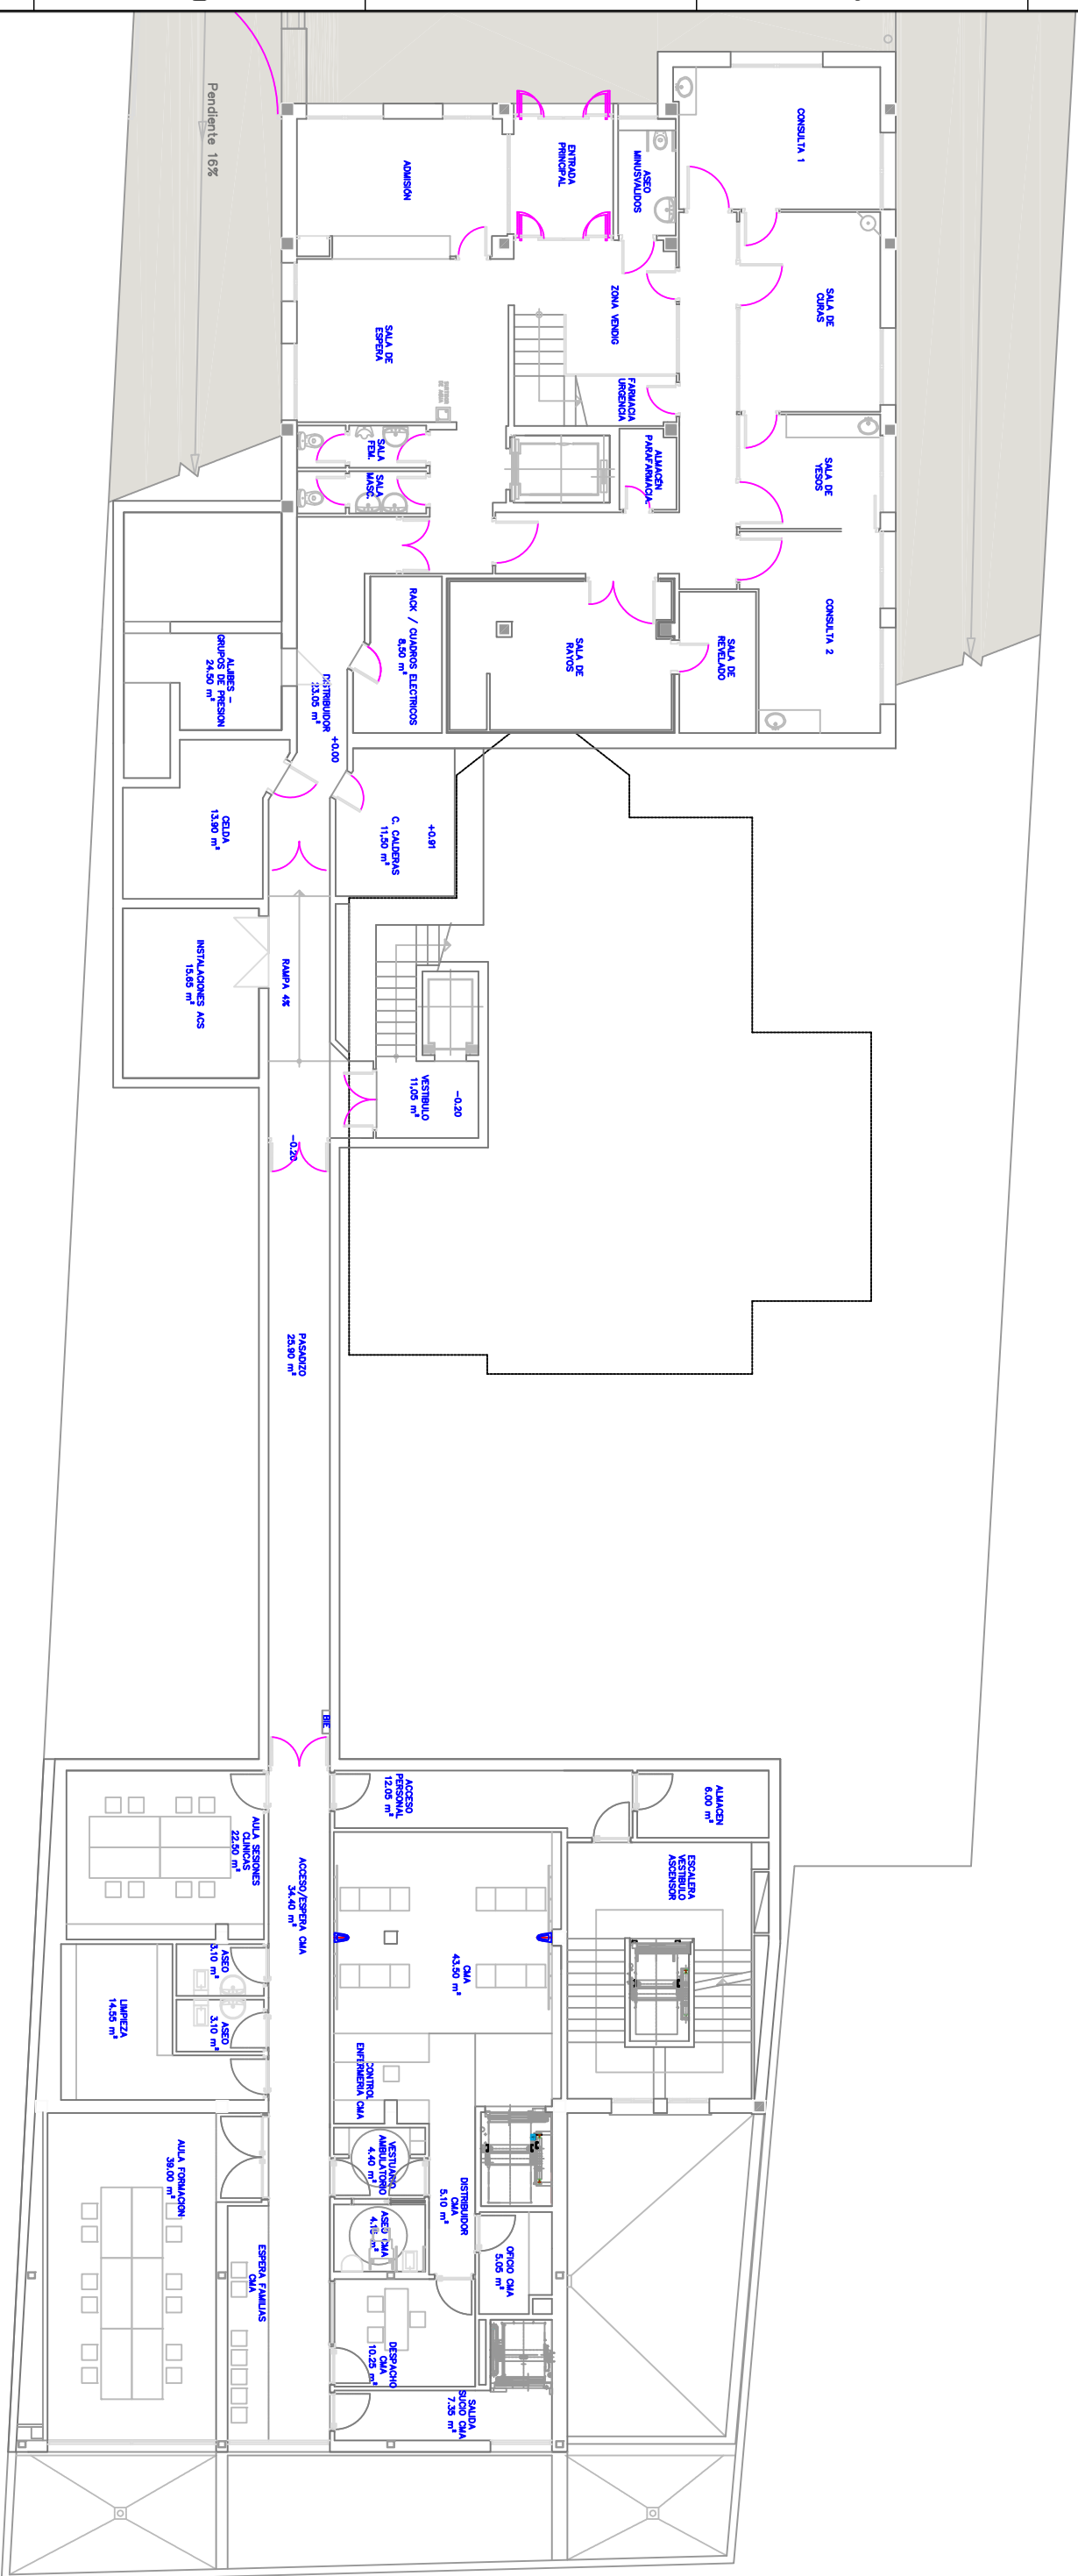 Pendiente 16%
CONSULTA 1
ENTRADA
PRINCIPAL
ASEO
MINUSVALIDOS
ADMISIÓN
SALA DE
CURAS
ZONA VENDIG
SALA DE
ESPERA
FARMACIA
URGENCIA
SALA
FEM.
SALA
MASC.
ALMACÉN
PARAFARMACIA
SALA DE
YESOS
CONSULTA 2
SALA DE
REVELADO
SALA DE
RAYOS
RACK / CUADROS ELECTRICOS
8,50 m²
ALJIBES –
GRUPOS DE PRESION
24.50 m²
DISTRIBUIDOR
23.05 m²
+0.00
CELDA
13.90 m²
+0.91
C. CALDERAS
11,50 m²
INSTALACIONES ACS
15.65 m²
RAMPA 4%
–0.20
VESTIBULO
11,05 m²
–0.20
PASADIZO
25.90 m²
BIE
ACCESO
PERSONAL
12.05 m²
ALMACEN
6.00 m²
AULA SESIONES
CLINICAS
22.50 m²
ACCESO/ESPERA CMA
34.40 m²
ESCALERA
VESTIBULO
ASCENSOR
CMA
43.50 m²
ASEO
3.10 m²
ASEO
3.10 m²
LIMPIEZA
14.55 m²
CONTROL
ENFERMERIA CMA
VESTUARIO
AMBULATORIO
4.40 m²
AULA FORMACION
39.00 m²
DISTRIBUIDOR
CMA
5.10 m²
ASEO CMA
OFICIO CMA
5.05 m²
ESPERA FAMILIAS
CMA
DESPACHO
CMA
10.25 m²
SALIDA
SUCIO CMA
7.35 m²